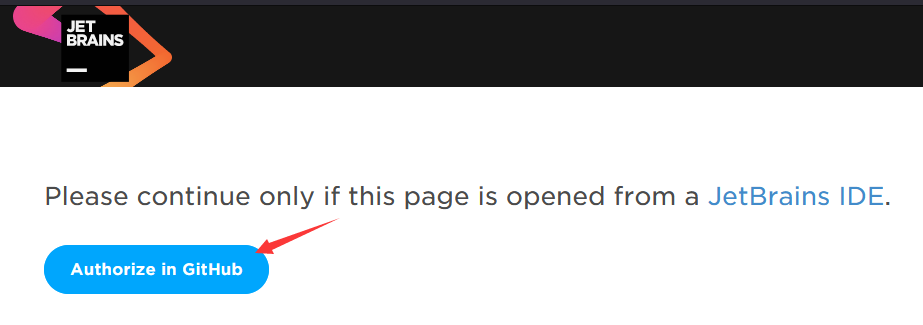 JET
BRAINS
Please continue only if this page is opened from a JetBrains IDE.
Authorize in GitHub